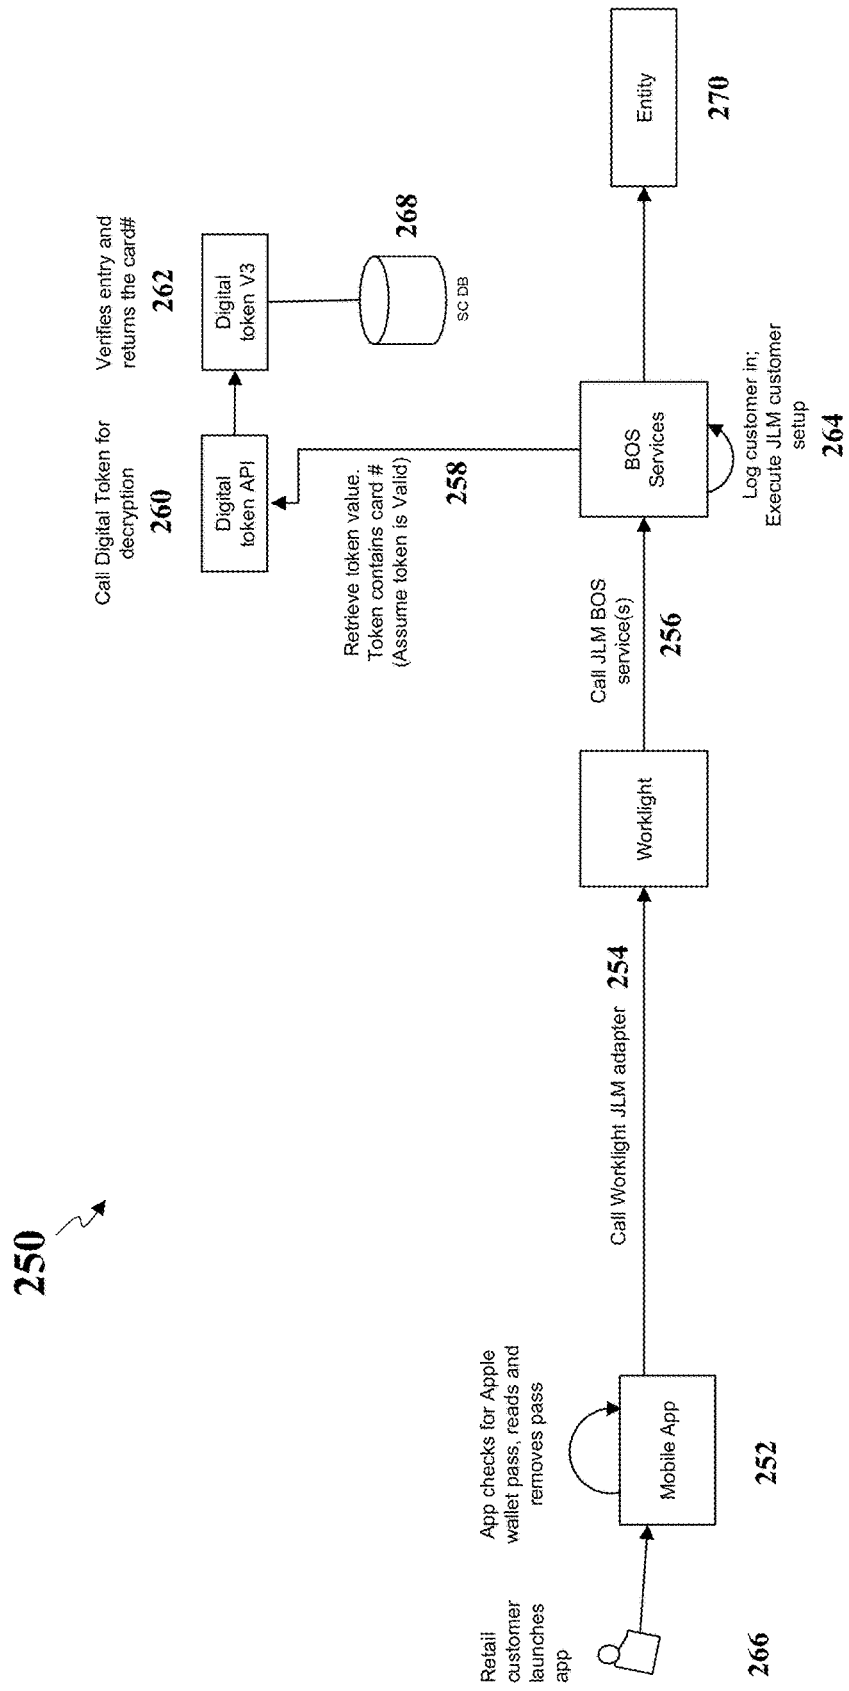 250
Retail
customer
launches
app
266
App checks for Apple
wallet pass, reads and
removes pass
Mobile App
252
Call Worklight JLM adapter
254
Worklight
Call JLM BOS
service(s)
256
BOS
Services
Log customer in;
Execute JLM customer
setup
264
Retrieve token value.
Token contains card #
(Assume token is Valid)
258
Call Digital Token for
decryption
260
Digital
token API
Verifies entry and
returns the card#
262
Digital
token V3
268
SC DB
Entity
270